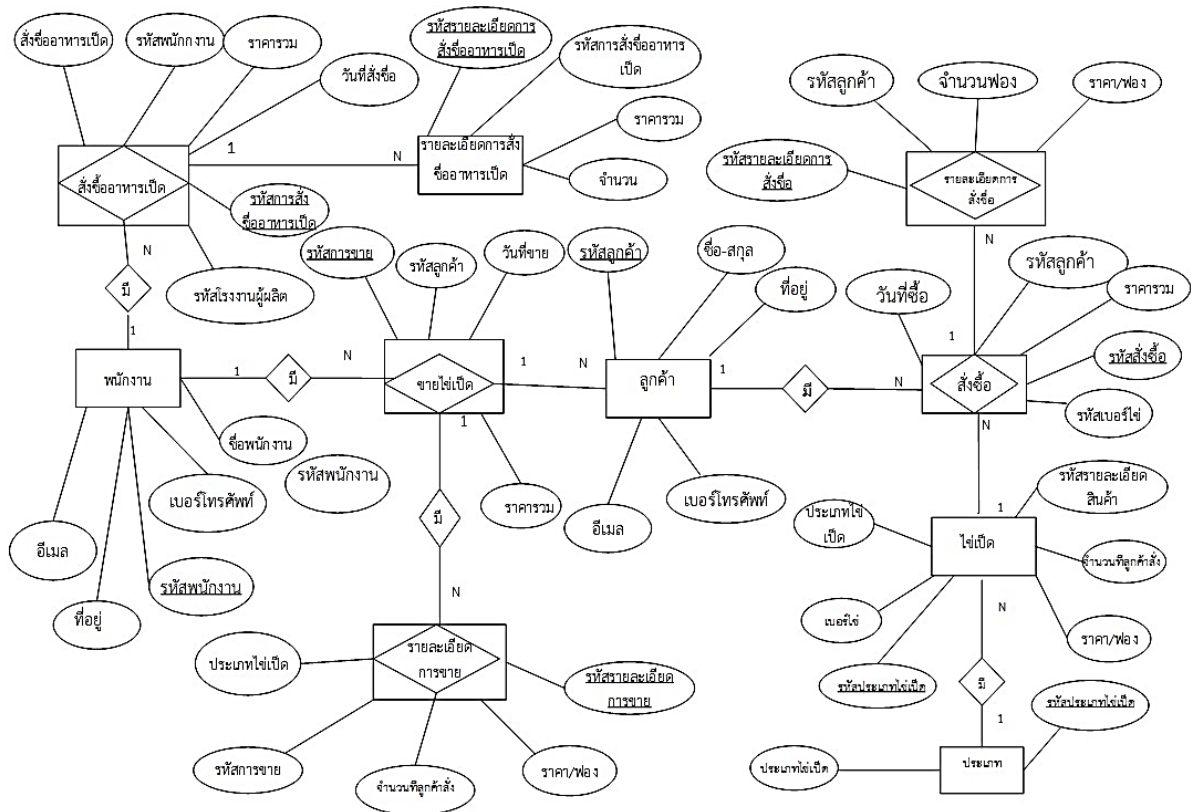 สั่งชื่ออาหารเป็ด
รหัสพนักกงาน
ราคารวม
วันที่สั่งชื่อ
รหัสรายละเอียดการ
สั่งชื่ออาหารเป็ด
รหัสการสั่งชื่ออาหาร
เป็ด
ราคารวม
จำนวน
รหัสลูกค้า
จำนวนฟอง
ราคา/ฟอง
สั่งขื้ออาหารเป็ด
1
N
รายละเอียดการสั่ง
ชื่ออาหารเป็ด
รหัสรายละเอียดการ
สั่งชื่อ
รายละเอียดการ
สั่งชื่อ
รหัสการสั่ง
ชื่ออาหารเป็ด
รหัสโรงงานผู้ผลิต
N
มี
1
รหัสการขาย
รหัสลูกค้า
วันที่ขาย
รหัสลูกค้า
ชื่อ-สกุล
ที่อยู่
N
1
วันที่ซื้อ
รหัสลูกค้า
ราคารวม
รหัสสั่งซื้อ
รหัสเบอร์ไข่
พนักงาน
1
มี
N
ขายไข่เป็ด
1
N
ลูกค้า
1
มี
N
สั่งซื้อ
N
1
ชื่อพนักงาน
รหัสพนักงาน
เบอร์โทรศัพท์
อีเมล
ที่อยู่
รหัสพนักงาน
1
มี
N
ราคารวม
อีเมล
เบอร์โทรศัพท์
รหัสรายละเอียด
สินค้า
ประเภทไข่
เป็ด
ไข่เป็ด
จำนวนทีลูกค้าสั่ง
เบอร์ไข่
ราคา/ฟอง
รหัสประเภทไข่เป็ด
N
มี
1
รหัสประเภทไข่เป็ด
ประเภท
ประเภทไข่เป็ด
รายละเอียด
การขาย
ประเภทไข่เป็ด
รหัสรายละเอียด
การขาย
รหัสการขาย
จำนวนทีลูกค้าสั่ง
ราคา/ฟอง